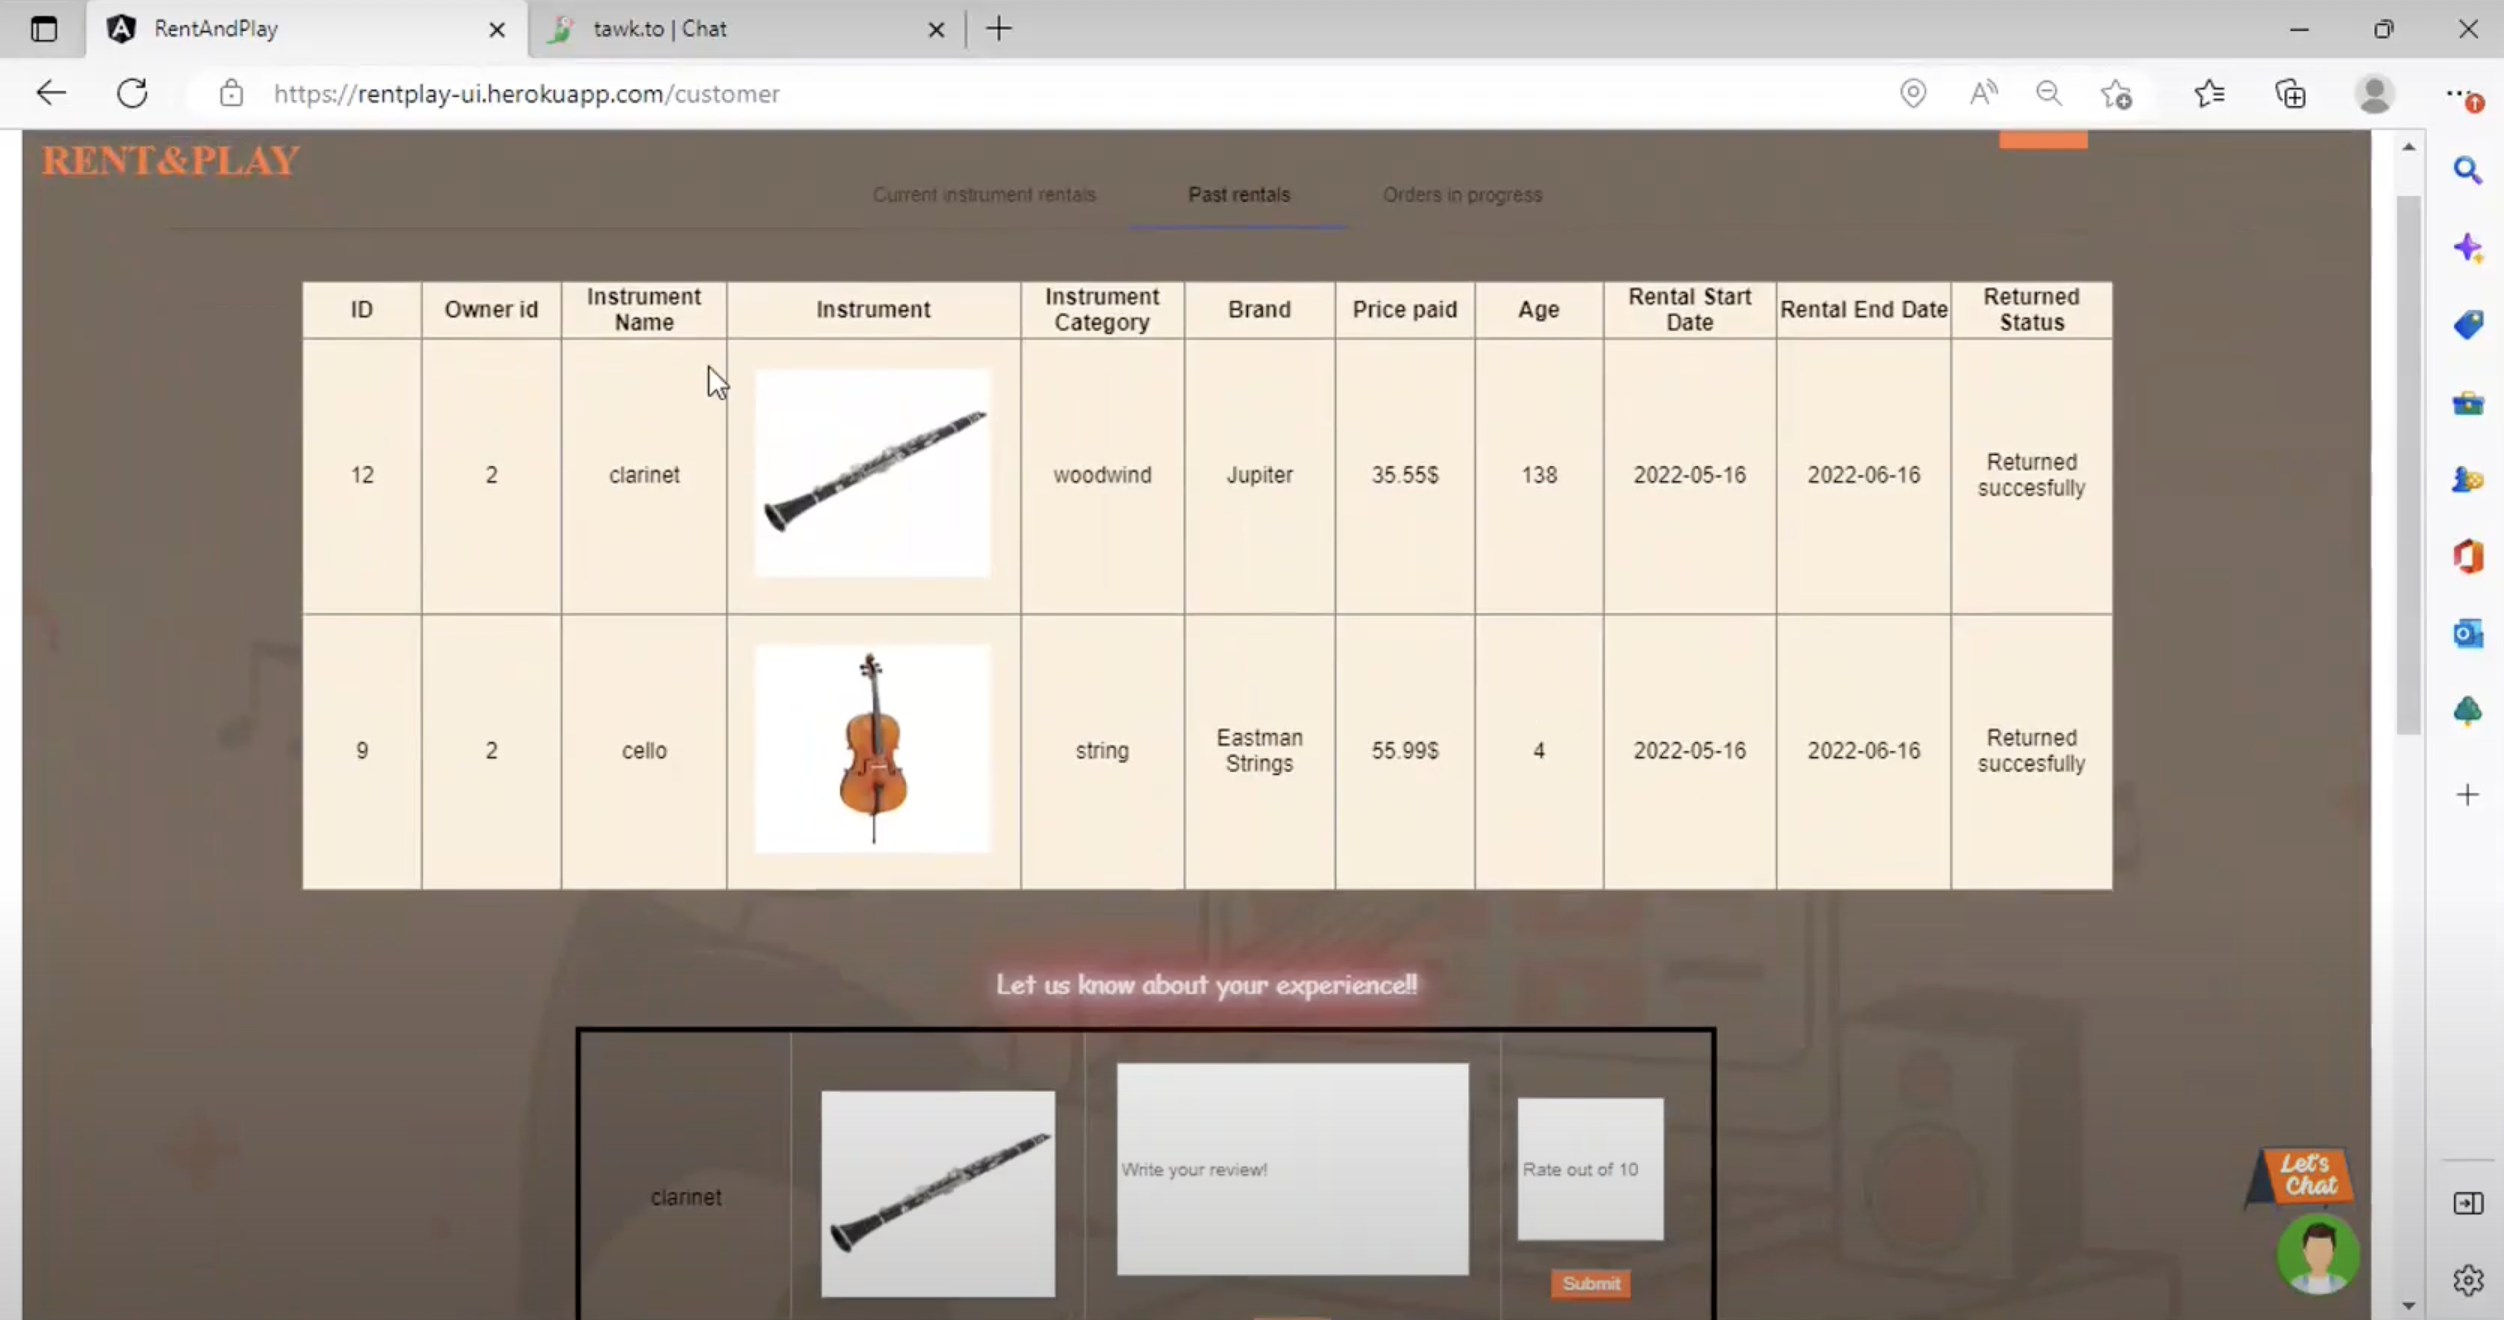 RentAndPlay
tawk.to | Chat
https://rentplay-ui.herokuapp.com/customer
RENT&PLAY
Current instrument rentals
Past rentals
Orders in progress
ID
Owner id
Instrument
Name
Instrument
Instrument
Category
Brand
Price paid
Age
Rental Start
Date
Rental End Date
Returned
Status
12
2
clarinet
woodwind
Jupiter
35.55$
138
2022-05-16
2022-06-16
Returned
succesfully
9
2
cello
string
Eastman
Strings
55.99$
4
2022-05-16
2022-06-16
Returned
succesfully
Let us know about your experience!!
clarinet
Write your review!
Rate out of 10
Submit
Let's
Chat